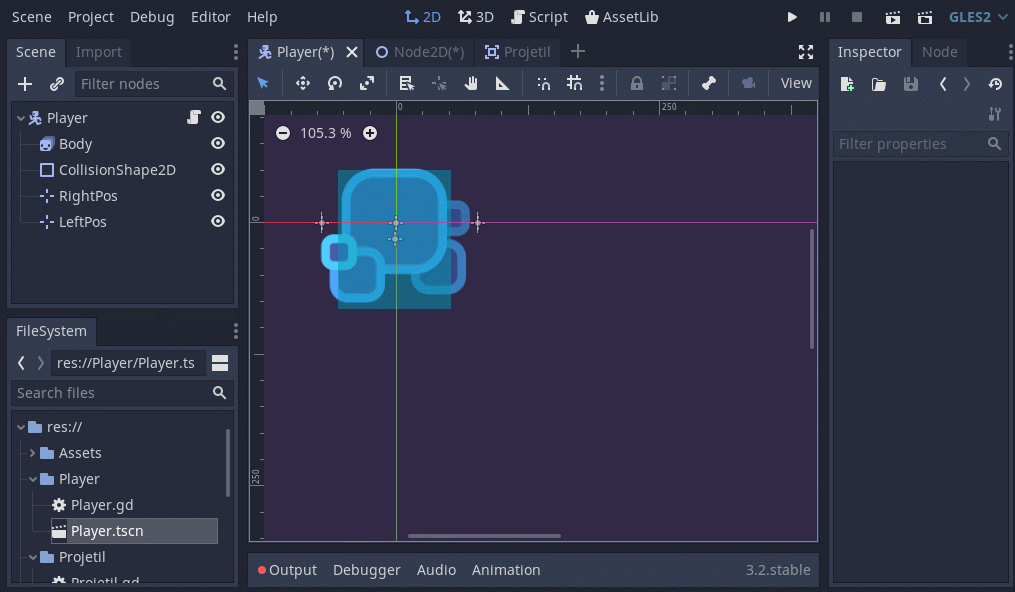 Scene Project Debug Editor Help 2D 3D Script AssetLib GLES2
Scene Import
Filter nodes
Player
Body
CollisionShape2D
RightPos
LeftPos
FileSystem
res://Player/Player.ts
Search files
res://
Assets
Player
Player.gd
Player.tscn
Projetil
Projetil.gd
Player(*) Node2D(*) Projetil
View
0 250
105.3 %
0
250
Output Debugger Audio Animation 3.2.stable
Inspector Node
Filter properties